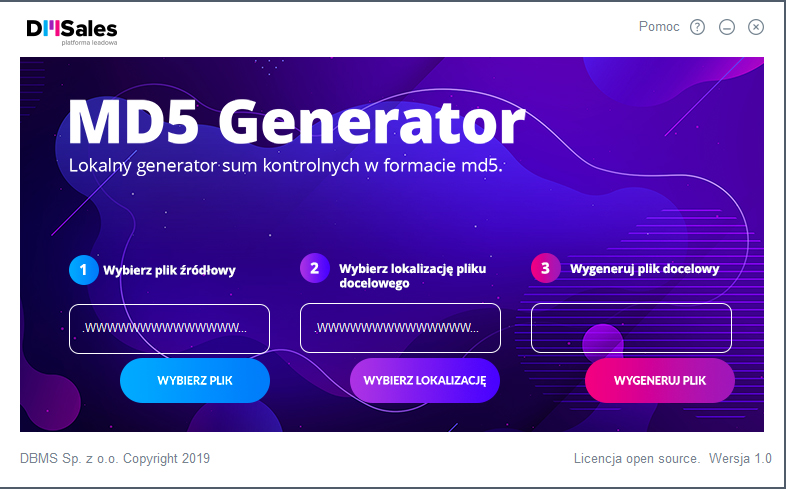 DMSales
platforma leadowa
Pomoc ?
MD5 Generator
Lokalny generator sum kontrolnych w formacie md5.
1 Wybierz plik źródłowy
2 Wybierz lokalizację pliku
docelowego
3 Wygeneruj plik docelowy
WYBIERZ PLIK
WYBIERZ LOKALIZACJĘ
WYGENERUJ PLIK
DBMS Sp. z o.o. Copyright 2019
Licencja open source. Wersja 1.0